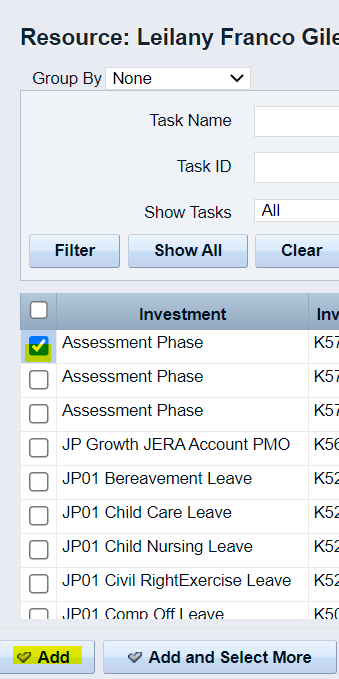 Resource: Leilany Franco Gile
Group By None
Task Name
Task ID
Show Tasks All
Filter Show All Clear
Investment Inv
Assessment Phase K57
Assessment Phase K57
Assessment Phase K57
JP Growth JERA Account PMO K56
JP01 Bereavement Leave K52
JP01 Child Care Leave K52
JP01 Child Nursing Leave K52
JP01 Civil RightExercise Leave K52
JP01 Comp Off Leave K50
Add Add and Select More